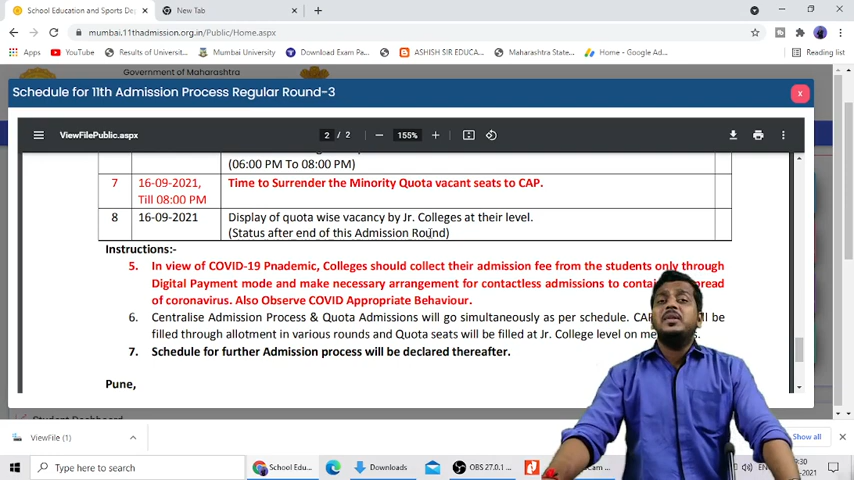 School Education and Sports De
New Tab
mumbai.11thadmission.org.in/Public/Home.aspx
Apps
YouTube
Results of Universit...
Mumbai University
Download Exam Pa...
ASHISH SIR EDUCA...
Maharashtra State...
Home - Google Ad...
Reading list
Government of Maharashtra
Schedule for 11th Admission Process Regular Round-3
x
ViewFilePublic.aspx
2 / 2
155%
(06:00 PM To 08:00 PM)
7 16-09-2021, Time to Surrender the Minority Quota vacant seats to CAP.
Till 08:00 PM
8 16-09-2021 Display of quota wise vacancy by Jr. Colleges at their level.
(Status after end of this Admission Round)
Instructions:-
5. In view of COVID-19 Pnademic, Colleges should collect their admission fee from the students only through
Digital Payment mode and make necessary arrangement for contactless admissions to contain
of coronavirus. Also Observe COVID Appropriate Behaviour.
6. Centralise Admission Process & Quota Admissions will go simultaneously as per schedule. be
filled through allotment in various rounds and Quota seats will be filled at Jr. College level on
7. Schedule for further Admission process will be declared thereafter.
Pune,
ViewFile (1)
Show all
Type here to search
School Edu...
Downloads
OBS 27.0.1 ...